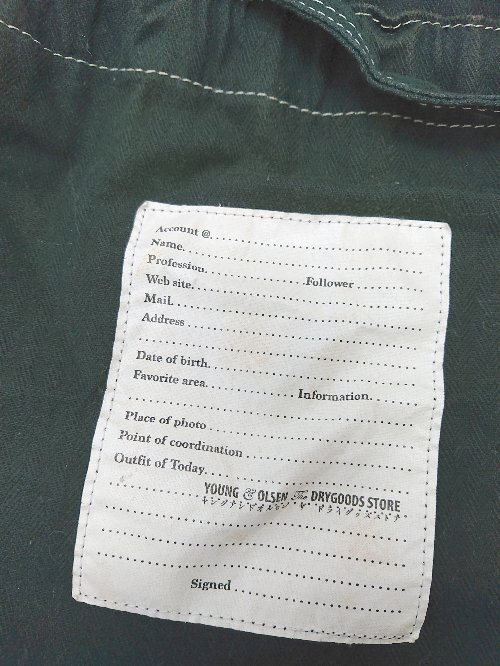 Account @
Name
Profession Follower
Web site
Mail
Address
Date of birth
Favorite area Information
Place of photo
Point of coordination
Outfit of Today
YOUNG & OLSEN The DRYGOODS STORE
Signed